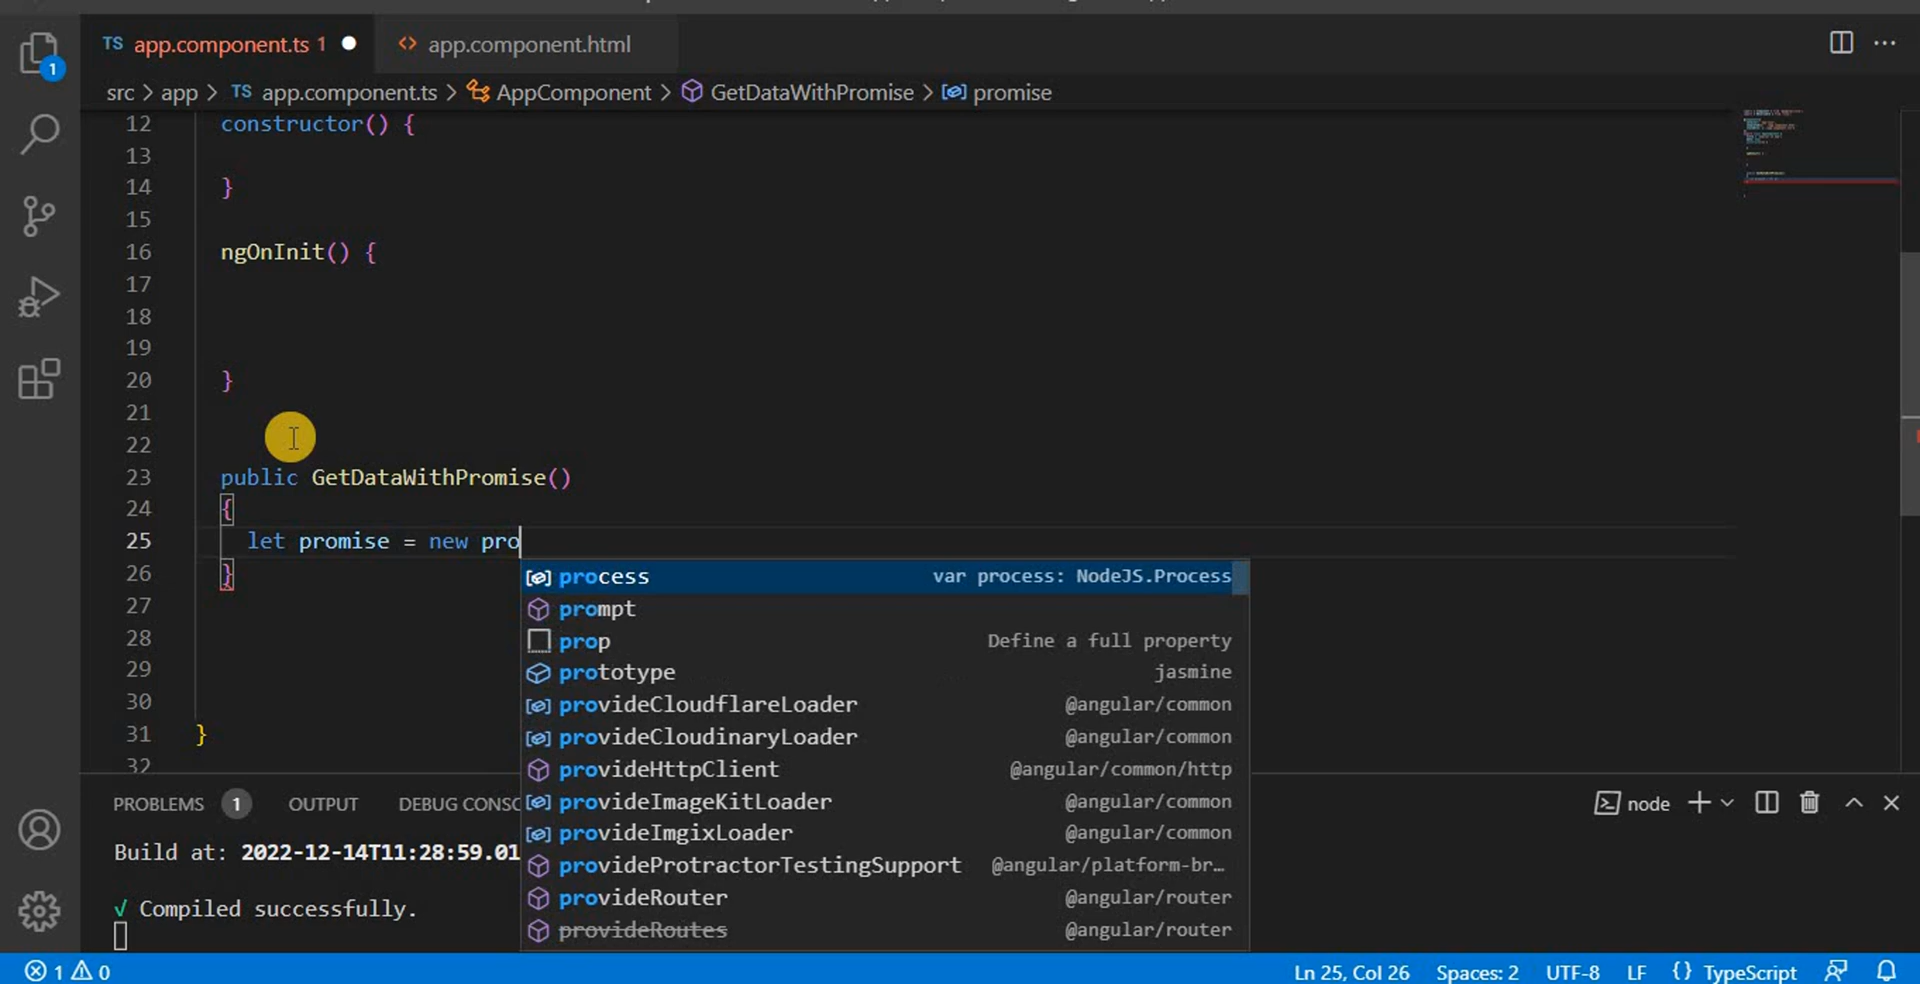 TS app.component.ts 1 ● <> app.component.html
src > app > TS app.component.ts > AppComponent > GetDataWithPromise > promise
1
12 constructor() {
13
14 }
15
16 ngOnInit() {
17
18
19
20 }
21
22
23 public GetDataWithPromise()
24 {
25 let promise = new pro
26 }
27
28
29
30
31 }
32
process var process: NodeJS.Process
prompt
prop Define a full property
prototype jasmine
provideCloudflareLoader @angular/common
provideCloudinaryLoader @angular/common
provideHttpClient @angular/common/http
provideImageKitLoader @angular/common
provideImgixLoader @angular/common
provideProtractorTestingSupport @angular/platform-br…
provideRouter @angular/router
provideRoutes @angular/router
PROBLEMS 1 OUTPUT DEBUG CONSC node
Build at: 2022-12-14T11:28:59.01
√ Compiled successfully.
1 0 Ln 25, Col 26 Spaces: 2 UTF-8 LF {} TypeScript